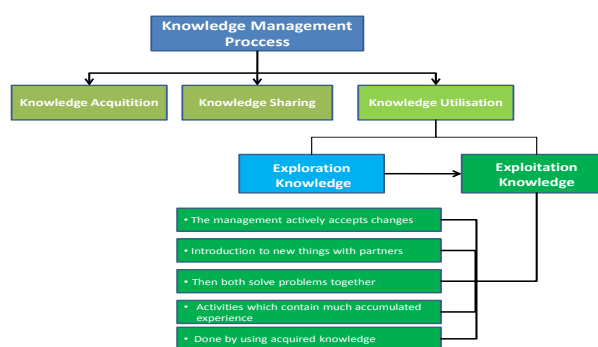 Knowledge Management
Proccess
Knowledge Acquitition
Knowledge Sharing
Knowledge Utilisation
Exploration
Knowledge
Exploitation
Knowledge
• The management actively accepts changes
• Introduction to new things with partners
• Then both solve problems together
• Activities which contain much accumulated
experience
• Done by using acquired knowledge